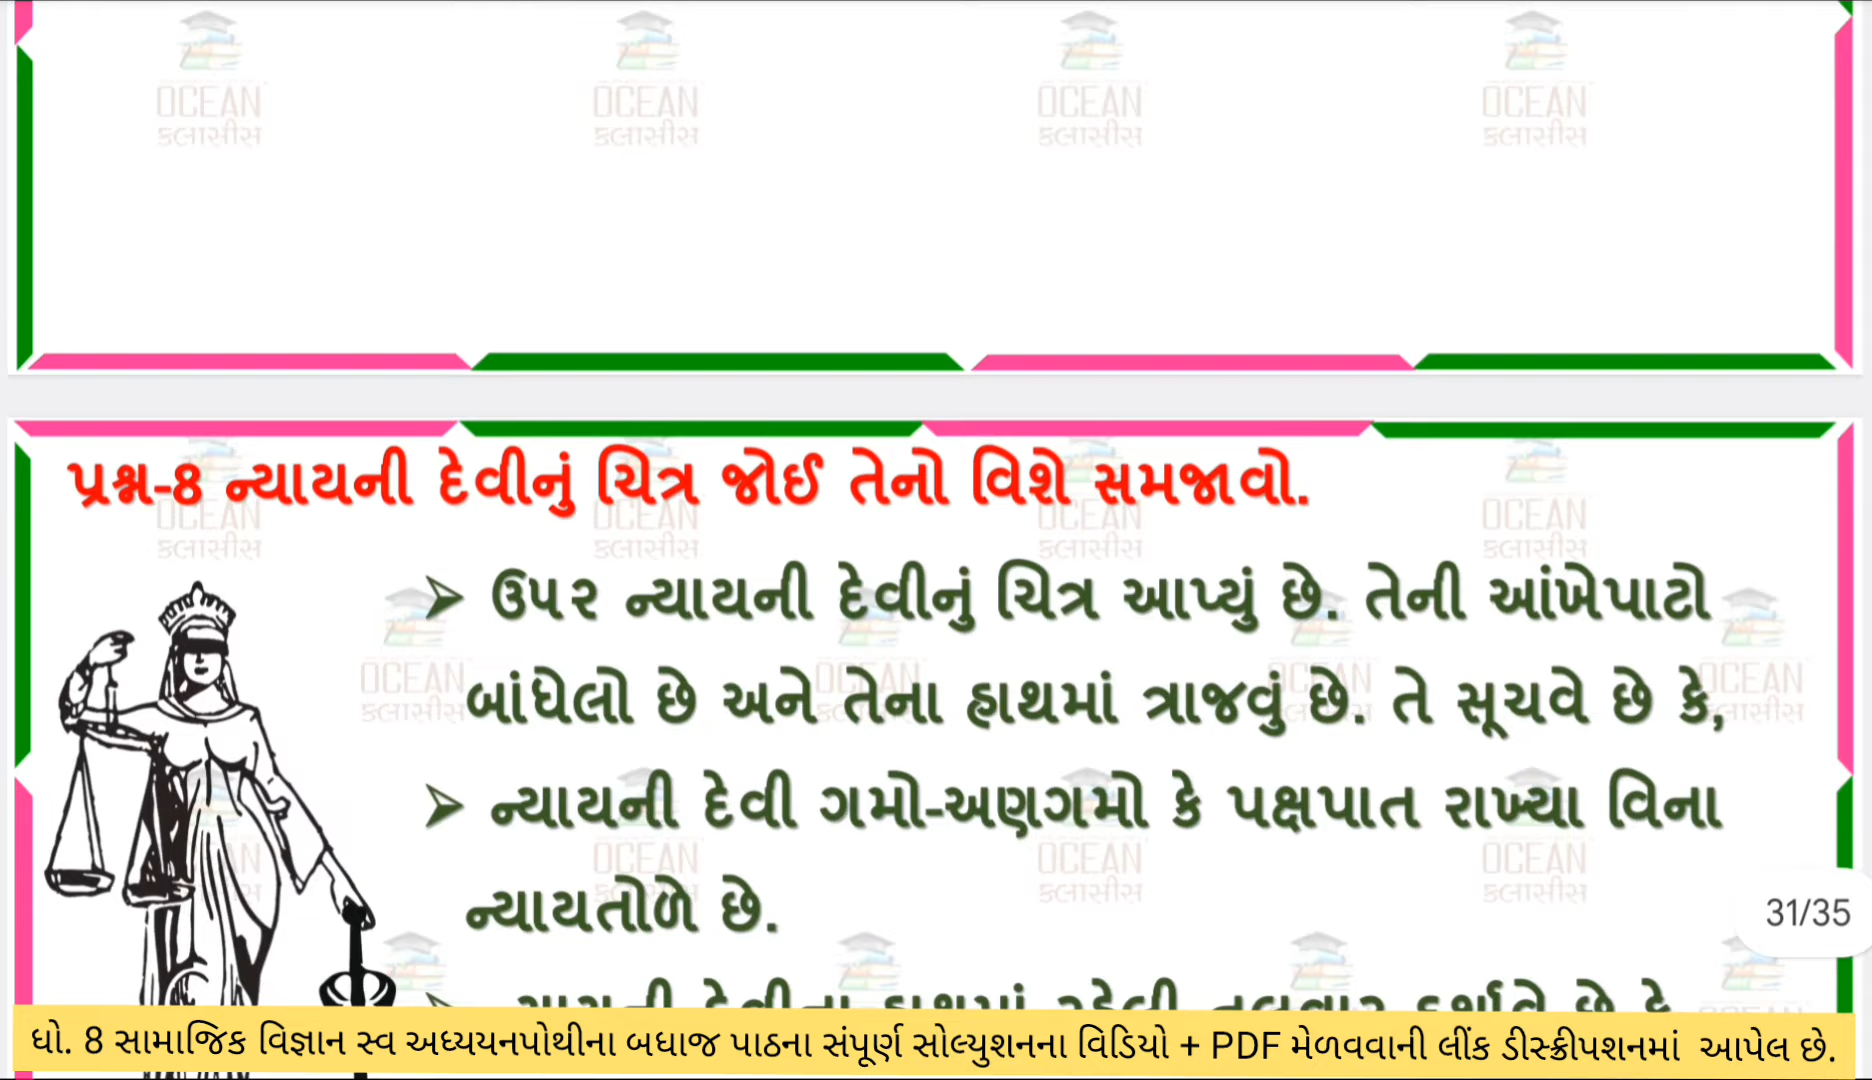 પ્રશ્ન-8 ન્યાયની દેવીનું ચિત્ર જોઈ તેનો વિશે સમજાવો.
➢ ઉપર ન્યાયની દેવીનું ચિત્ર આપ્યું છે. તેની આંખેપાટો
બાંધેલો છે અને તેના હાથમાં ત્રાજવું છે. તે સૂચવે છે કે,
➢ ન્યાયની દેવી ગમો-અણગમો કે પક્ષપાત રાખ્યા વિના
ન્યાયતોળે છે.
31/35
ધો. 8 સામાજિક વિજ્ઞાન સ્વ અધ્યયનપોથીના બધાજ પાઠના સંપૂર્ણ સોલ્યુશનના વિડિયો + PDF મેળવવાની લીંક ડીસ્ક્રીપશનમાં આપેલ છે.
OCEAN
ક્લાસીસ